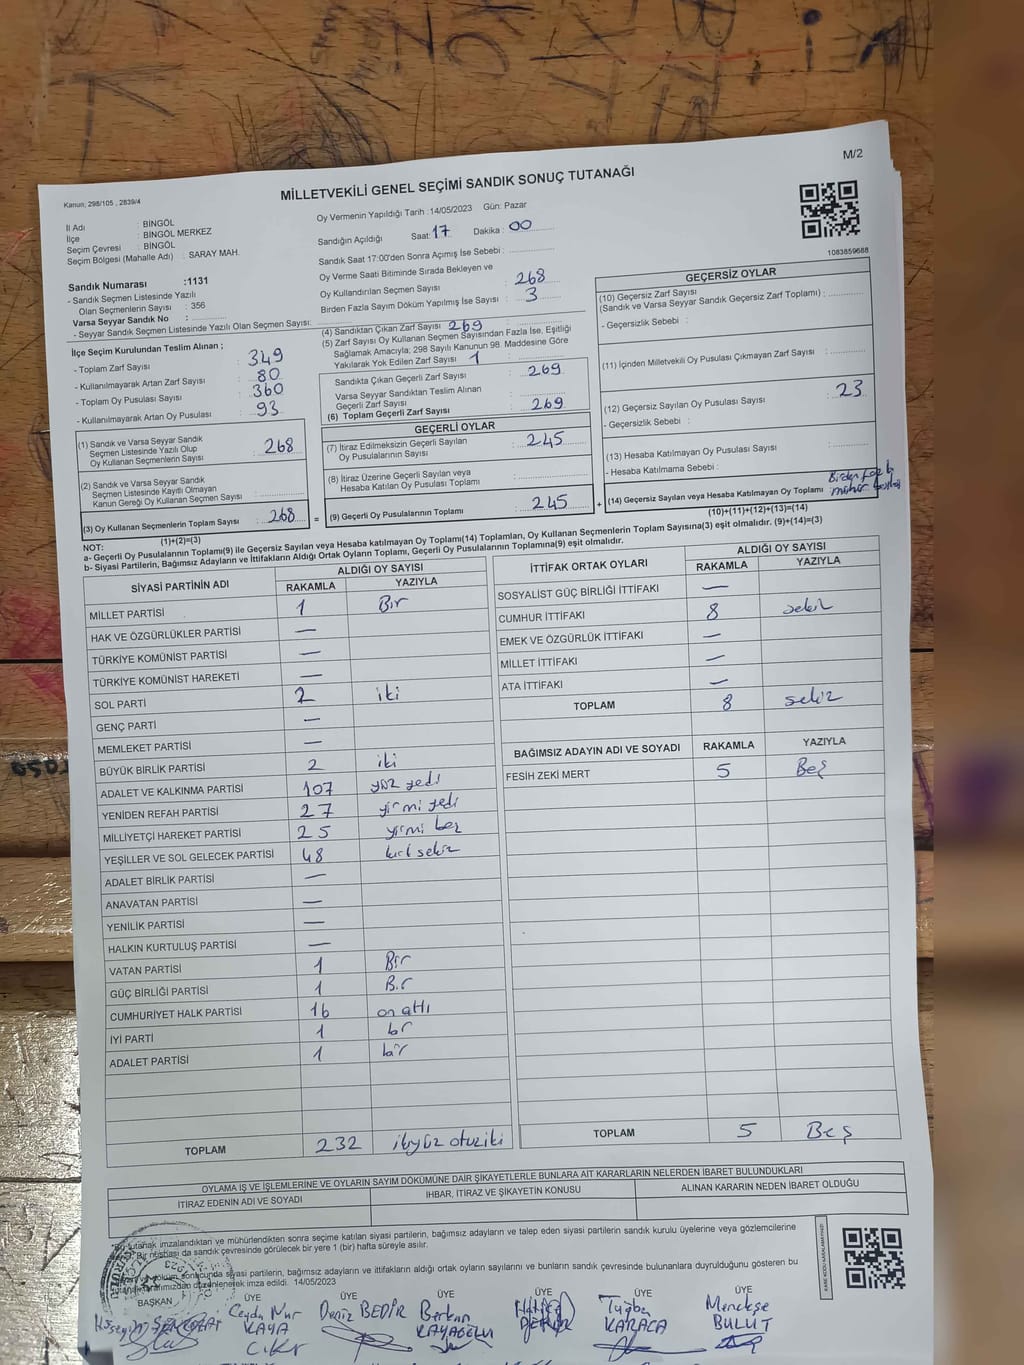 M/2
MİLLETVEKİLİ GENEL SEÇİMİ SANDIK SONUÇ TUTANAĞI
Kanun; 298/105 , 2839/4
İl Adı : BİNGÖL
İlçe : BİNGÖL MERKEZ
Seçim Çevresi : BİNGÖL
Seçim Bölgesi (Mahalle Adı) : SARAY MAH.
Oy Vermenin Yapıldığı Tarih :14/05/2023 Gün: Pazar
Sandığın Açıldığı Saat: 17 Dakika : 00
Sandık Saat 17:00'den Sonra Açımış İse Sebebi :
Oy Verme Saati Bitiminde Sırada Bekleyen ve
Oy Kullandırılan Seçmen Sayısı : 268
Birden Fazla Sayım Döküm Yapılmış İse Sayısı : 3
1083859688
Sandık Numarası :1131
- Sandık Seçmen Listesinde Yazılı
Olan Seçmenlerin Sayısı : 356
Varsa Seyyar Sandık No :
- Seyyar Sandık Seçmen Listesinde Yazılı Olan Seçmen Sayısı:
İlçe Seçim Kurulundan Teslim Alınan ;
- Toplam Zarf Sayısı : 349
- Kullanılmayarak Artan Zarf Sayısı : 80
- Toplam Oy Pusulası Sayısı : 360
- Kullanılmayarak Artan Oy Pusulası : 93
(1) Sandık ve Varsa Seyyar Sandık
Seçmen Listesinde Yazılı Olup
Oy Kullanan Seçmenlerin Sayısı : 268
(2) Sandık ve Varsa Seyyar Sandık
Seçmen Listesinde Kayıtlı Olmayan
Kanun Gereği Oy Kullanan Seçmen Sayısı :
(3) Oy Kullanan Seçmenlerin Toplam Sayısı : 268
(1)+(2)=(3)
(4) Sandıktan Çıkan Zarf Sayısı : 269
(5) Zarf Sayısı Oy Kullanan Seçmen Sayısından Fazla İse, Eşitliği
Sağlamak Amacıyla; 298 Sayılı Kanunun 98. Maddesine Göre
Yakılarak Yok Edilen Zarf Sayısı : 1
Sandıkta Çıkan Geçerli Zarf Sayısı : 269
Varsa Seyyar Sandıktan Teslim Alınan
Geçerli Zarf Sayısı :
(6) Toplam Geçerli Zarf Sayısı : 269
GEÇERLİ OYLAR
(7) İtiraz Edilmeksizin Geçerli Sayılan
Oy Pusulalarının Sayısı : 245
(8) İtiraz Üzerine Geçerli Sayılan veya
Hesaba Katılan Oy Pusulaları Toplamı :
= (9) Geçerli Oy Pusulalarının Toplamı : 245
GEÇERSİZ OYLAR
(10) Geçersiz Zarf Sayısı
(Sandık ve Varsa Seyyar Sandık Geçersiz Zarf Toplamı) :
- Geçersizlik Sebebi :
(11) İçinden Milletvekili Oy Pusulası Çıkmayan Zarf Sayısı :
(12) Geçersiz Sayılan Oy Pusulası Sayısı : 23
- Geçersizlik Sebebi :
(13) Hesaba Katılmayan Oy Pusulası Sayısı :
- Hesaba Katılmama Sebebi :
+ (14) Geçersiz Sayılan veya Hesaba Katılmayan Oy Toplamı : Birden fazla mühür
(10)+(11)+(12)+(13)=(14)
NOT:
a- Geçerli Oy Pusulalarının Toplamı(9) ile Geçersiz Sayılan veya Hesaba katılmayan Oy Toplamı(14) Toplamları, Oy Kullanan Seçmenlerin Toplam Sayısına(3) eşit olmalıdır. (9)+(14)=(3)
b- Siyasi Partilerin, Bağımsız Adayların ve İttifakların Aldığı Ortak Oyların Toplamı, Geçerli Oy Pusulalarının Toplamına(9) eşit olmalıdır.
SİYASİ PARTİNİN ADI ALDIĞI OY SAYISI
RAKAMLA YAZIYLA
MİLLET PARTİSİ 1 Bir
HAK VE ÖZGÜRLÜKLER PARTİSİ —
TÜRKİYE KOMÜNİST PARTİSİ —
TÜRKİYE KOMÜNİST HAREKETİ —
SOL PARTİ 2 iki
GENÇ PARTİ —
MEMLEKET PARTİSİ —
BÜYÜK BİRLİK PARTİSİ 2 iki
ADALET VE KALKINMA PARTİSİ 107 yüz yedi
YENİDEN REFAH PARTİSİ 27 yirmi yedi
MİLLİYETÇİ HAREKET PARTİSİ 25 yirmi beş
YEŞİLLER VE SOL GELECEK PARTİSİ 48 kırk sekiz
ADALET BİRLİK PARTİSİ —
ANAVATAN PARTİSİ —
YENİLİK PARTİSİ —
HALKIN KURTULUŞ PARTİSİ —
VATAN PARTİSİ 1 Bir
GÜÇ BİRLİĞİ PARTİSİ 1 Bir
CUMHURİYET HALK PARTİSİ 16 on altı
İYİ PARTİ 1 bir
ADALET PARTİSİ 1 bir
TOPLAM 232 ikiyüz otuziki
İTTİFAK ORTAK OYLARI ALDIĞI OY SAYISI
RAKAMLA YAZIYLA
SOSYALİST GÜÇ BİRLİĞİ İTTİFAKI —
CUMHUR İTTİFAKI 8 sekiz
EMEK VE ÖZGÜRLÜK İTTİFAKI —
MİLLET İTTİFAKI —
ATA İTTİFAKI —
TOPLAM 8 sekiz
BAĞIMSIZ ADAYIN ADI VE SOYADI RAKAMLA YAZIYLA
FESİH ZEKİ MERT 5 Beş
TOPLAM 5 Beş
OYLAMA İŞ VE İŞLEMLERİNE VE OYLARIN SAYIM DÖKÜMÜNE DAİR ŞİKAYETLERLE BUNLARA AİT KARARLARIN NELERDEN İBARET BULUNDUKLARI
İTİRAZ EDENİN ADI VE SOYADI İHBAR, İTİRAZ VE ŞİKAYETİN KONUSU ALINAN KARARIN NEDEN İBARET OLDUĞU
tutanak imzalandıktan ve mühürlendikten sonra seçime katılan siyasi partilerin, bağımsız adayların ve talep eden siyasi partilerin sandık kurulu üyelerine veya gözlemcilerine
Bir nüshası da sandık çevresinde görülecek bir yere 1 (bir) hafta süreyle asılır.
döküm sonucunda siyasi partilerin, bağımsız adayların ve ittifakların aldığı ortak oyların sayılarını ve bunların sandık çevresinde bulunanlara duyurulduğunu gösteren bu
tutanak tarafımızdan düzenlenerek imza edildi. 14/05/2023
BAŞKAN ÜYE ÜYE ÜYE ÜYE ÜYE ÜYE
Hüseyin Ceyda Nur Deniz BEDİR Berkan Hatice Tuğba Menekşe
KAYA KAYAOĞLU KARACA BULUT